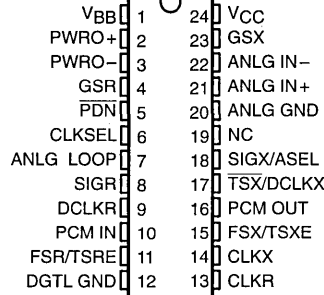 VBB 1 24 VCC
PWRO+ 2 23 GSX
PWRO− 3 22 ANLG IN−
GSR 4 21 ANLG IN+
PDN 5 20 ANLG GND
CLKSEL 6 19 NC
ANLG LOOP 7 18 SIGX/ASEL
SIGR 8 17 TSX/DCLKX
DCLKR 9 16 PCM OUT
PCM IN 10 15 FSX/TSXE
FSR/TSRE 11 14 CLKX
DGTL GND 12 13 CLKR